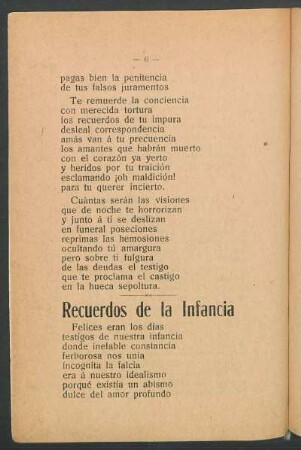 — 6 —
pagas bien la penitencia
de tus falsos juramentos
Te remuerde la conciencia
con merecida tortura
los recuerdos de tu impura
desleal correspondencia
amás van á tu precuencia
los amantes que habrán muerto
con el corazón ya yerto
y heridos por tu traición
esclamando ¡oh maldición!
para tu querer incierto.
Cuántas serán las visiones
que de noche te horrorizan
y junto á tí se deslizan
en funeral poseciones
reprimas las hemosiones
ocultando tú amargura
pero sobre ti fulgura
de las deudas el testigo
que te proclama el castigo
en la hueca sepoltura.
Recuerdos de la Infancia
Felices eran los dias
testigos de nuestra infancia
donde inefable constancia
ferborosa nos unia
incognita la falcia
era á nuestro idealismo
porqué existía un abismo
dulce del amor profundo